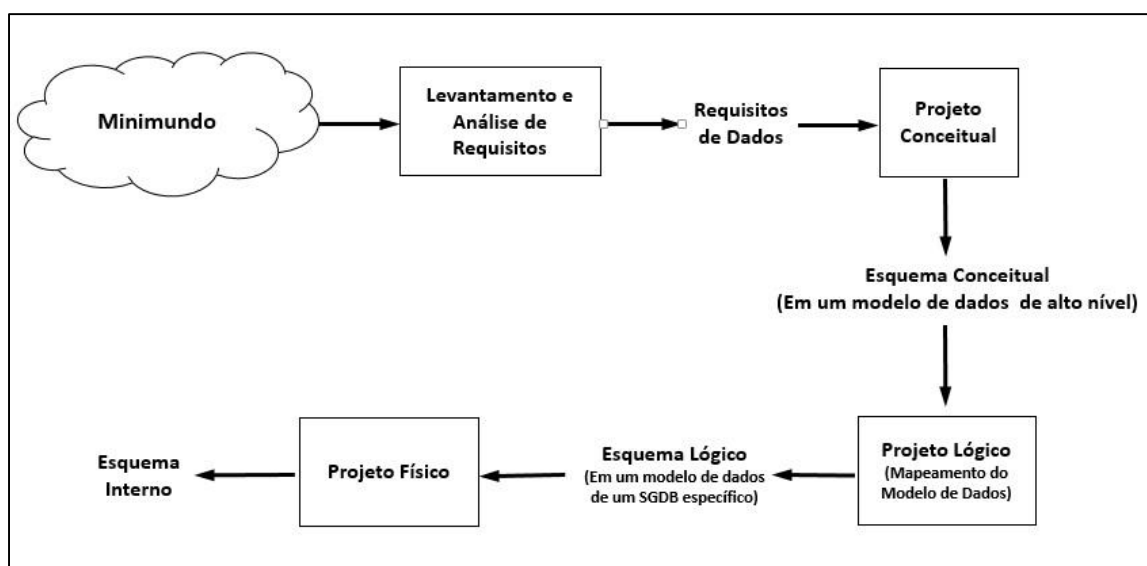 Minimundo
Levantamento e
Análise de
Requisitos
Requisitos
de Dados
Projeto
Conceitual
Esquema Conceitual
(Em um modelo de dados de alto nível)
Projeto Lógico
(Mapeamento do
Modelo de Dados)
Esquema Lógico
(Em um modelo de dados
de um SGDB específico)
Projeto Físico
Esquema
Interno